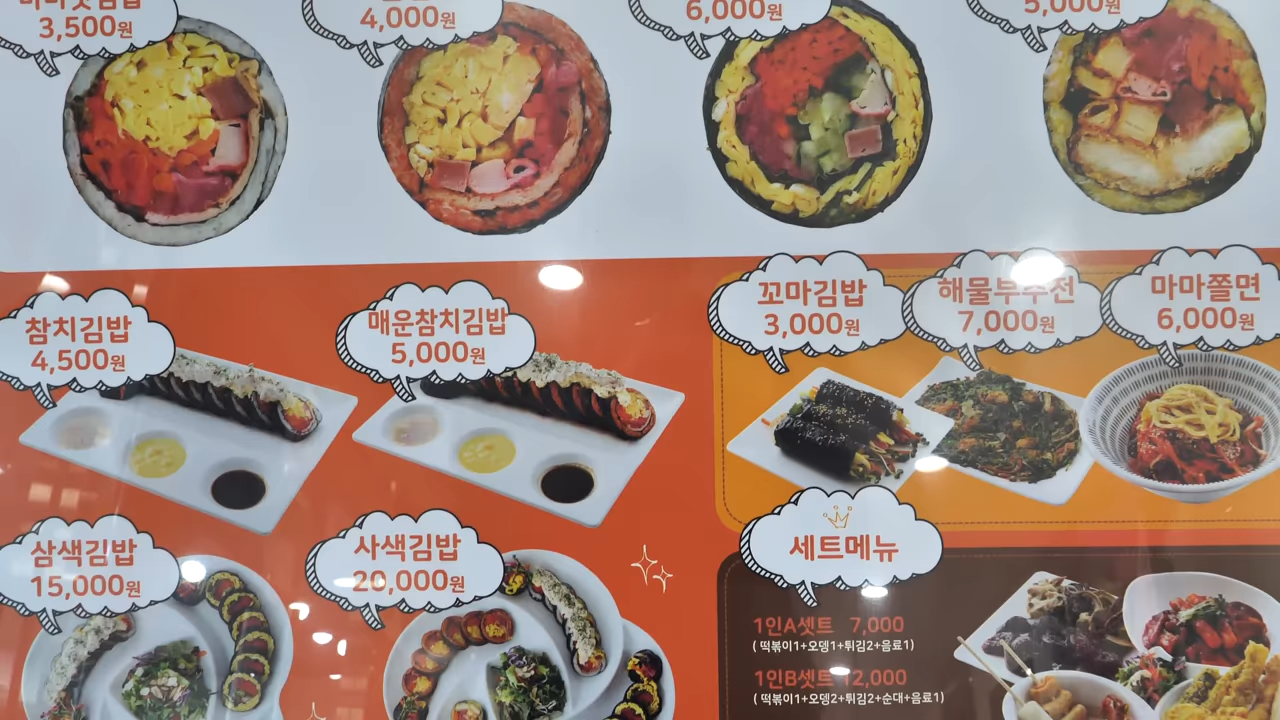 3,500원
4,000원
6,000원
5,000원
참치김밥
4,500원
매운참치김밥
5,000원
꼬마김밥
3,000원
해물부추전
7,000원
마마쫄면
6,000원
삼색김밥
15,000원
사색김밥
20,000원
세트메뉴
1인A셋트 7,000
( 떡볶이1+오뎅1+튀김2+음료1)
1인B셋트 12,000
( 떡볶이1+오뎅2+튀김2+순대+음료1)